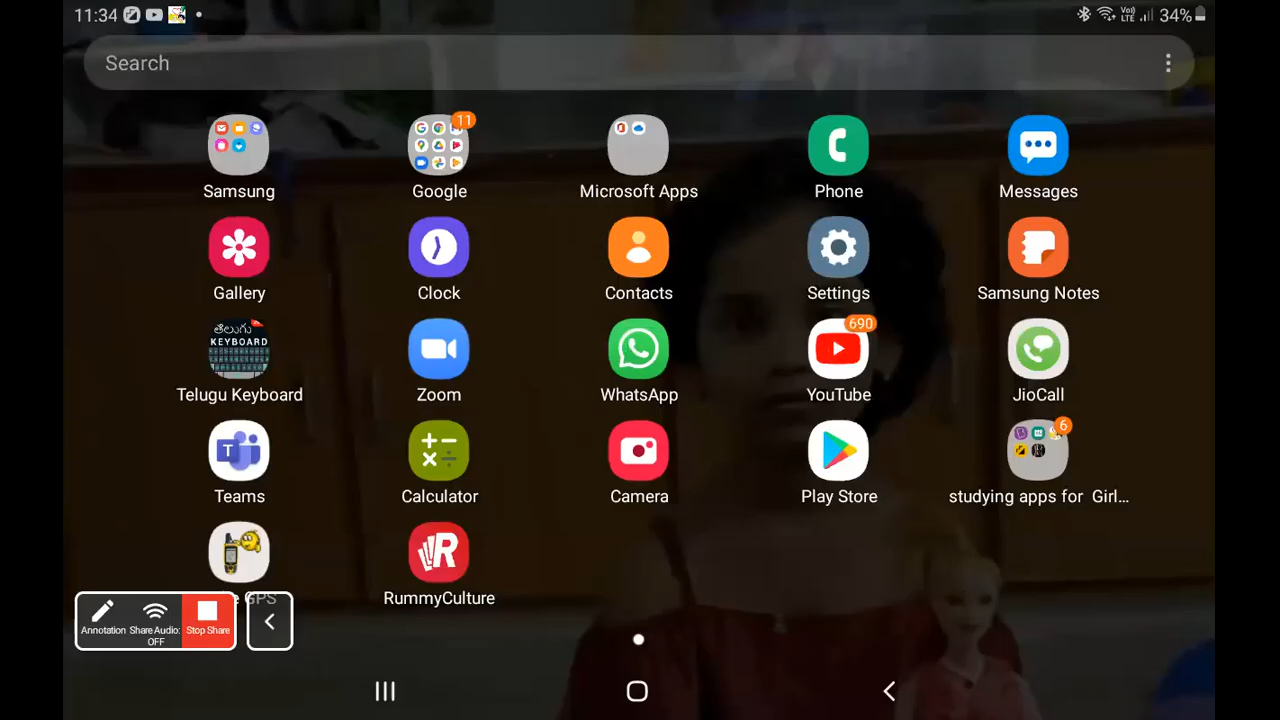 11:34
Vo) LTE 34%
Search
11
Samsung
Google
Microsoft Apps
Phone
Messages
Gallery
Clock
Contacts
Settings
Samsung Notes
తెలుగు
KEYBOARD
690
Telugu Keyboard
Zoom
WhatsApp
YouTube
JioCall
T
6
Teams
Calculator
Camera
Play Store
studying apps for Girl...
R
GPS
RummyCulture
Annotation
Share Audio:
OFF
Stop Share